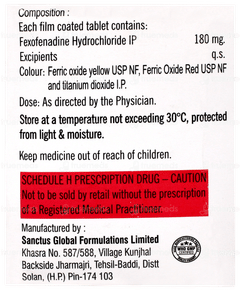 Composition :
Each film coated tablet contains:
Fexofenadine Hydrochloride IP 180 mg.
Excipients q.s.
Colour: Ferric oxide yellow USP NF, Ferric Oxide Red USP NF
and titanium dioxide I.P.
Dose: As directed by the Physician.
Store at a temperature not exceeding 30°C, protected
from light & moisture.
Keep medicine out of reach of children.
SCHEDULE H PRESCRIPTION DRUG – CAUTION
Not to be sold by retail without the prescription
of a Registered Medical Practitioner.
Manufactured by :
Sanctus Global Formulations Limited
Khasra No. 587/588, Village Kunjhal
Backside Jharmajri, Tehsil-Baddi, Distt
Solan, (H.P) Pin-174 103
WHO GMP